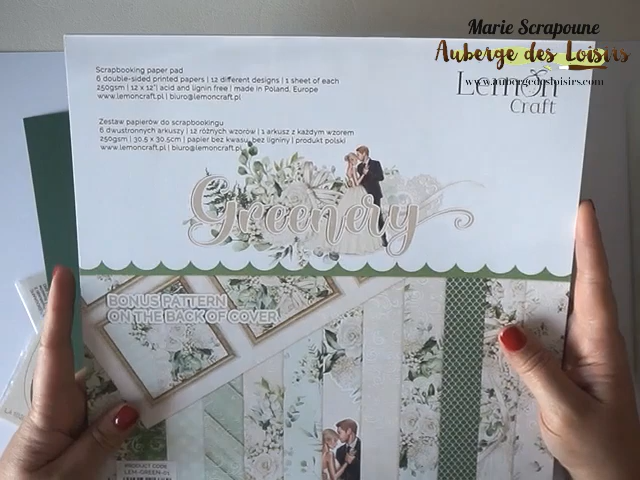 Marie Scrapoune
Auberge des Loisirs
www.aubergedesloisirs.com
Lemon
Craft
Scrapbooking paper pad
6 double-sided printed papers | 12 different designs | 1 sheet of each
250gsm | 12 x 12"| acid and lignin free | made in Poland, Europe
www.lemoncraft.pl | biuro@lemoncraft.pl
Zestaw papierów do scrapbookingu
6 dwustronnych arkuszy | 12 różnych wzorów | 1 arkusz z każdym wzorem
250gsm | 30,5 x 30,5cm | papier bez kwasu, bez ligniny | produkt polski
www.lemoncraft.pl | biuro@lemoncraft.pl
Greenery
BONUS PATTERN
ON THE BACK OF COVER
PRODUCT CODE
LEM-GREEN-01